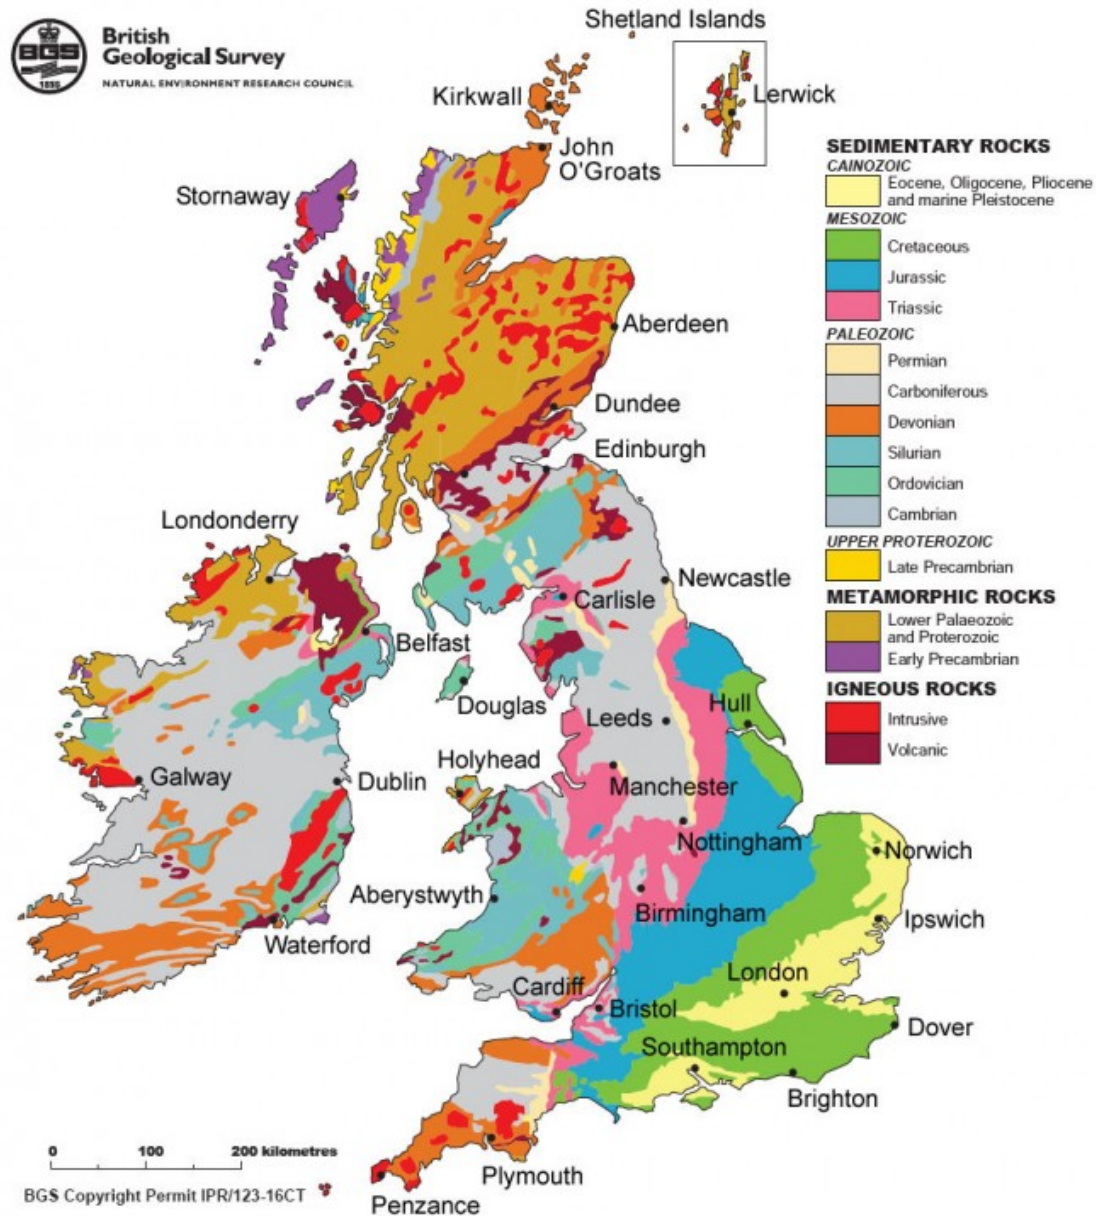 BGS
1835
British
Geological Survey
NATURAL ENVIRONMENT RESEARCH COUNCIL
Shetland Islands
Lerwick
Kirkwall
John
O'Groats
Stornaway
Aberdeen
Dundee
Edinburgh
Londonderry
Newcastle
Carlisle
Belfast
Douglas
Leeds
Hull
Holyhead
Galway
Dublin
Manchester
Nottingham
Norwich
Aberystwyth
Birmingham
Ipswich
Waterford
London
Cardiff
Bristol
Dover
Southampton
Brighton
Plymouth
Penzance
SEDIMENTARY ROCKS
CAINOZOIC
Eocene, Oligocene, Pliocene
and marine Pleistocene
MESOZOIC
Cretaceous
Jurassic
Triassic
PALEOZOIC
Permian
Carboniferous
Devonian
Silurian
Ordovician
Cambrian
UPPER PROTEROZOIC
Late Precambrian
METAMORPHIC ROCKS
Lower Palaeozoic
and Proterozoic
Early Precambrian
IGNEOUS ROCKS
Intrusive
Volcanic
0 100 200 kilometres
BGS Copyright Permit IPR/123-16CT